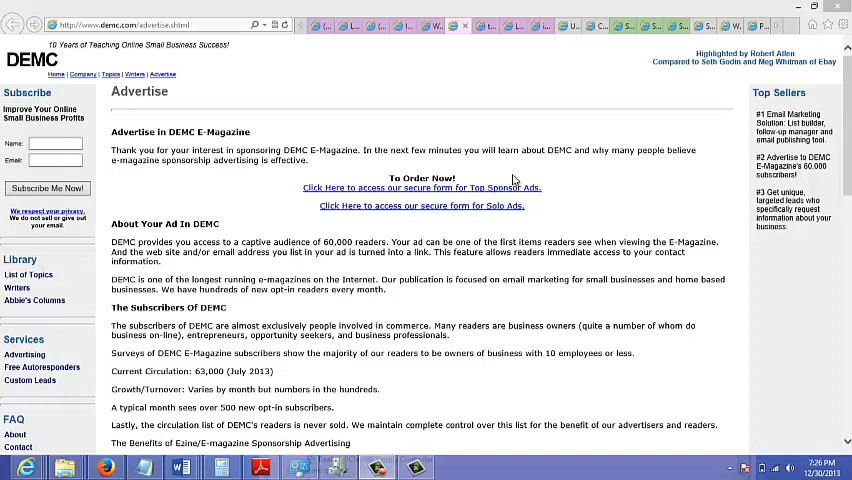 http://www.demc.com/advertise.shtml
10 Years of Teaching Online Small Business Success!
DEMC
Highlighted by Robert Allen
Compared to Seth Godin and Meg Whitman of Ebay
Home | Company | Topics | Writers | Advertise
Subscribe
Improve Your Online
Small Business Profits
Name:
Email:
Subscribe Me Now!
We respect your privacy.
We do not sell or give out
your email.
Library
List of Topics
Writers
Abbie's Columns
Services
Advertising
Free Autoresponders
Custom Leads
FAQ
About
Contact
Advertise
Advertise in DEMC E-Magazine
Thank you for your interest in sponsoring DEMC E-Magazine. In the next few minutes you will learn about DEMC and why many people believe
e-magazine sponsorship advertising is effective.
To Order Now!
Click Here to access our secure form for Top Sponsor Ads.
Click Here to access our secure form for Solo Ads.
About Your Ad In DEMC
DEMC provides you access to a captive audience of 60,000 readers. Your ad can be one of the first items readers see when viewing the E-Magazine.
And the web site and/or email address you list in your ad is turned into a link. This feature allows readers immediate access to your contact
information.
DEMC is one of the longest running e-magazines on the Internet. Our publication is focused on email marketing for small businesses and home based
businesses. We have hundreds of new opt-in readers every month.
The Subscribers Of DEMC
The subscribers of DEMC are almost exclusively people involved in commerce. Many readers are business owners (quite a number of whom do
business on-line), entrepreneurs, opportunity seekers, and business professionals.
Surveys of DEMC E-Magazine subscribers show the majority of our readers to be owners of business with 10 employees or less.
Current Circulation: 63,000 (July 2013)
Growth/Turnover: Varies by month but numbers in the hundreds.
A typical month sees over 500 new opt-in subscribers.
Lastly, the circulation list of DEMC's readers is never sold. We maintain complete control over this list for the benefit of our advertisers and readers.
The Benefits of Ezine/E-magazine Sponsorship Advertising
Top Sellers
#1 Email Marketing
Solution: List builder,
follow-up manager and
email publishing tool.
#2 Advertise to DEMC
E-Magazine's 60,000
subscribers!
#3 Get unique,
targeted leads who
specifically request
information about your
business.
7:26 PM
12/30/2013